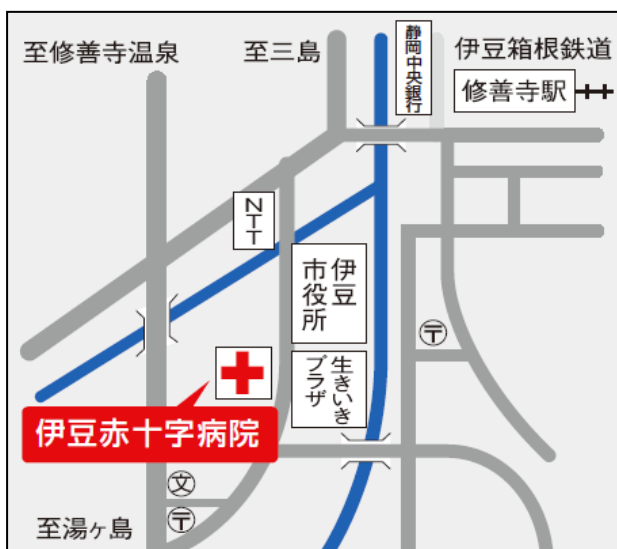 至修善寺温泉
至三島
静岡中央銀行
伊豆箱根鉄道
修善寺駅
NTT
伊豆
市役所
生きいき
プラザ
〒
伊豆赤十字病院
文
〒
至湯ヶ島